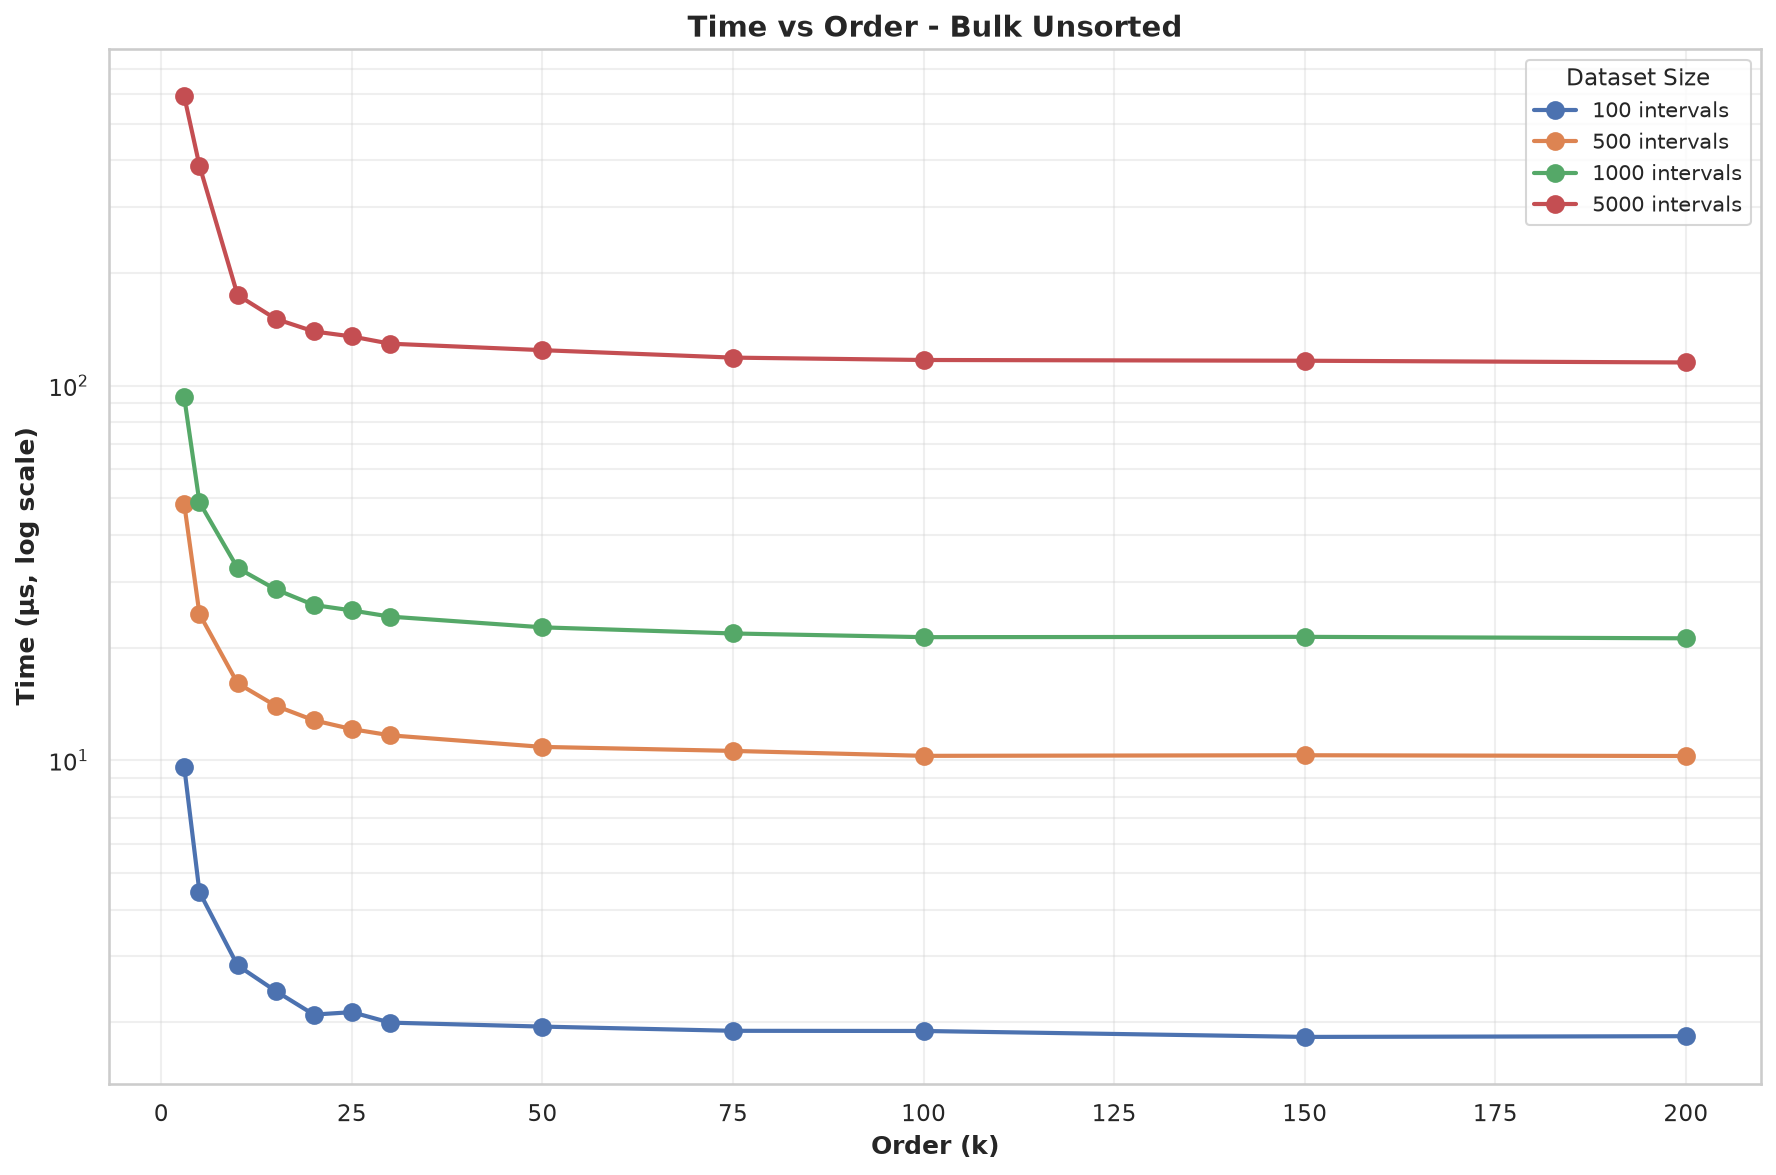 Time vs Order - Bulk Unsorted
Dataset Size
100 intervals
500 intervals
1000 intervals
5000 intervals
Time (µs, log scale)
10²
10¹
0 25 50 75 100 125 150 175 200
Order (k)